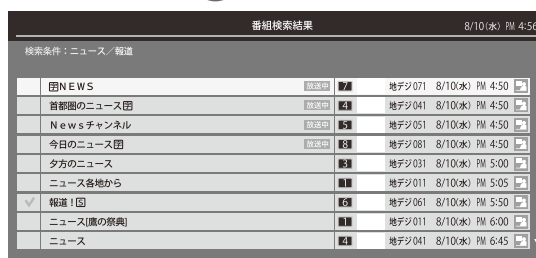 番組検索結果 8/10(水) PM 4:56
検索条件：ニュース／報道
🈑NEWS 放送中 7 地デジ071 8/10(水) PM 4:50
首都圏のニュース🈑 放送中 4 地デジ041 8/10(水) PM 4:50
Newsチャンネル 放送中 5 地デジ051 8/10(水) PM 4:50
今日のニュース🈑 放送中 8 地デジ081 8/10(水) PM 4:50
夕方のニュース 3 地デジ031 8/10(水) PM 5:00
ニュース各地から 1 地デジ011 8/10(水) PM 5:05
報道！🅂 6 地デジ061 8/10(水) PM 5:50
ニュース[鷹の祭典] 1 地デジ011 8/10(水) PM 6:00
ニュース 4 地デジ041 8/10(水) PM 6:45